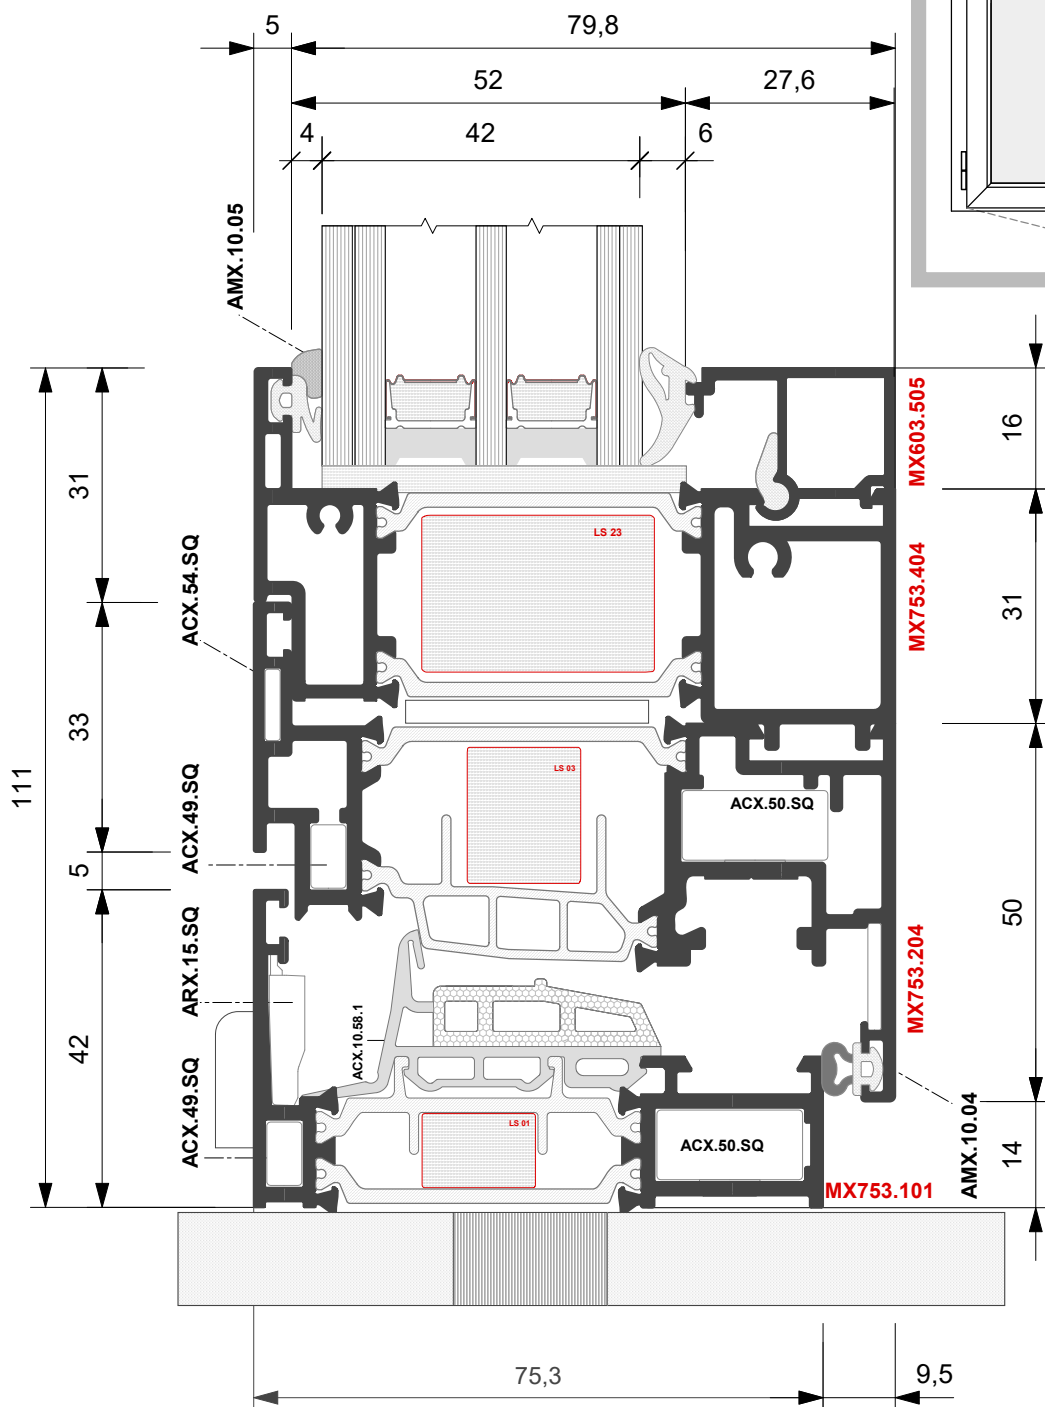 5
79,8
52
27,6
4
42
6
AMX.10.05
31
16
MX603.505
LS 23
ACX.54.SQ
MX753.404
31
33
LS 03
111
ACX.50.SQ
ACX.49.SQ
5
50
ARX.15.SQ
MX753.204
ACX.10.58.1
42
ACX.49.SQ
LS 01
ACX.50.SQ
AMX.10.04
14
MX753.101
75,3
9,5